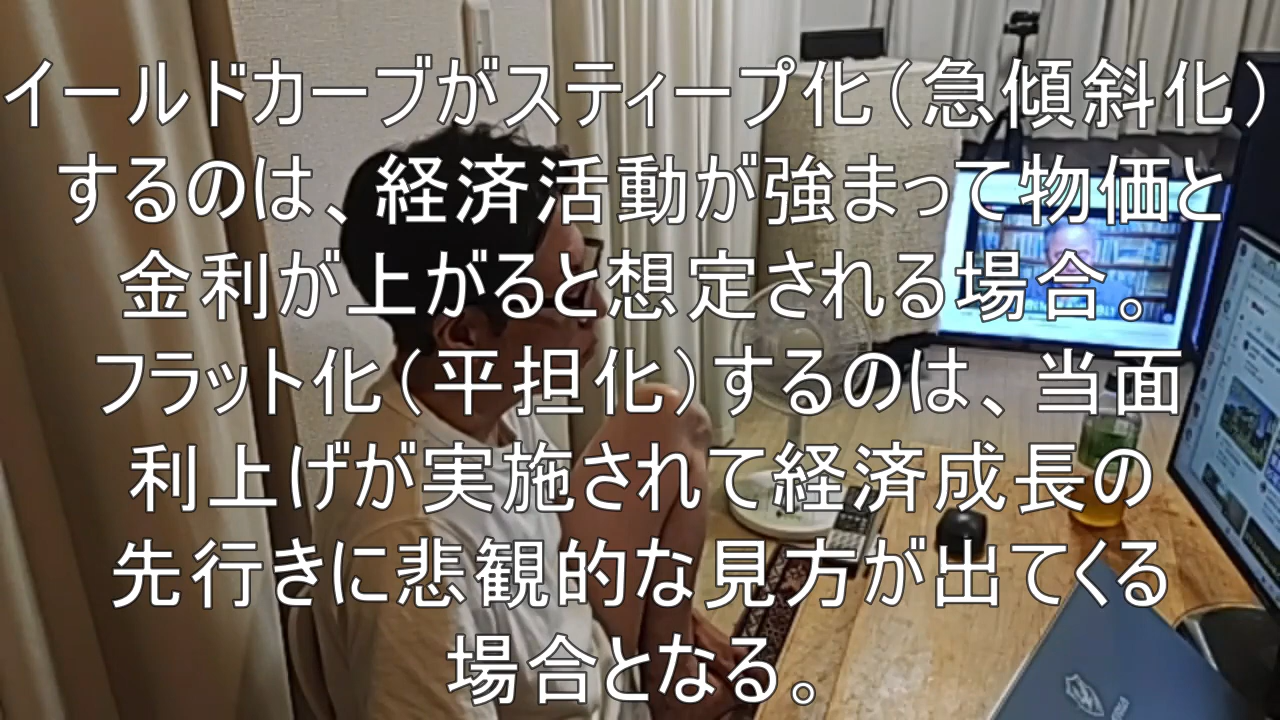 イールドカーブがスティープ化（急傾斜化）
するのは、経済活動が強まって物価と
金利が上がると想定される場合。
フラット化（平担化）するのは、当面
利上げが実施されて経済成長の
先行きに悲観的な見方が出てくる
場合となる。